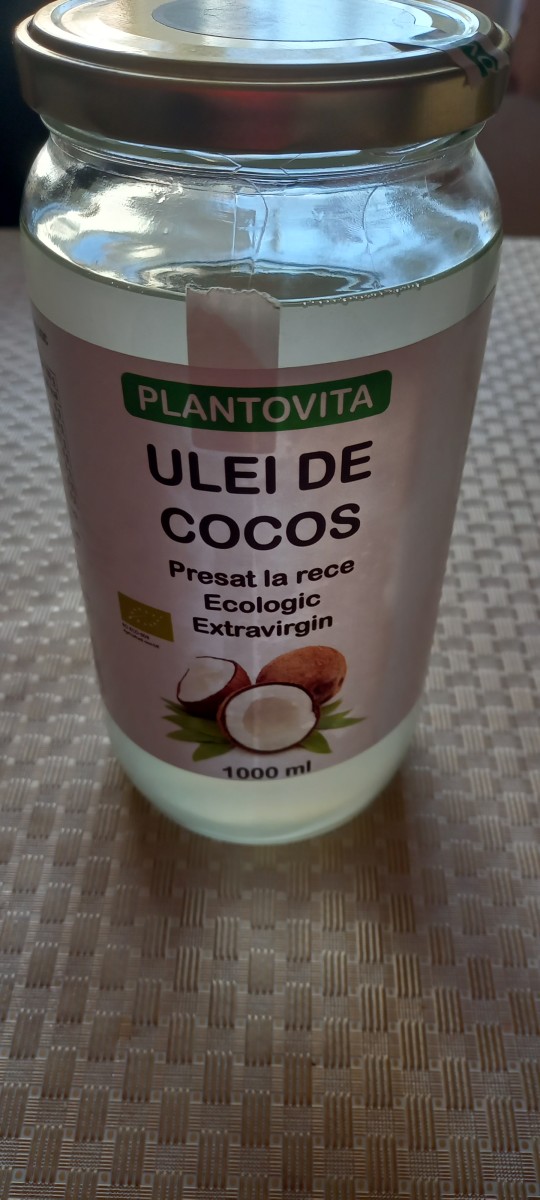 PLANTOVITA
ULEI DE
COCOS
Presat la rece
Ecologic
Extravirgin
1000 ml